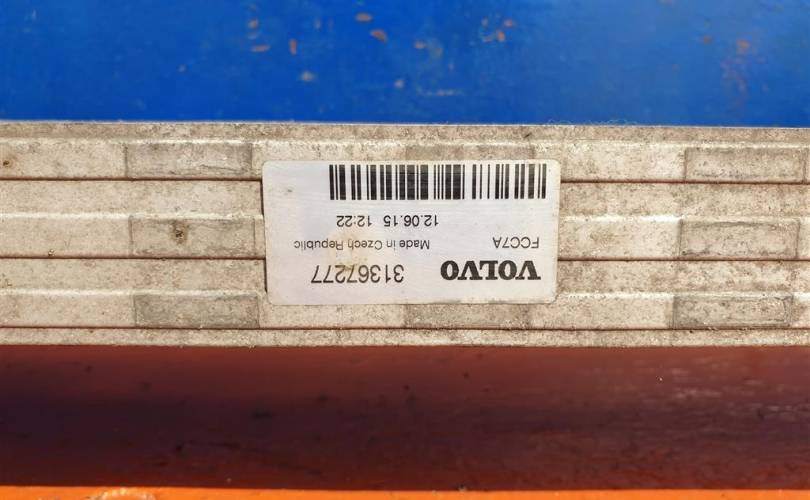 VOLVO 31367277
FCC7A Made in Czech Republic
12.06.15 12:22